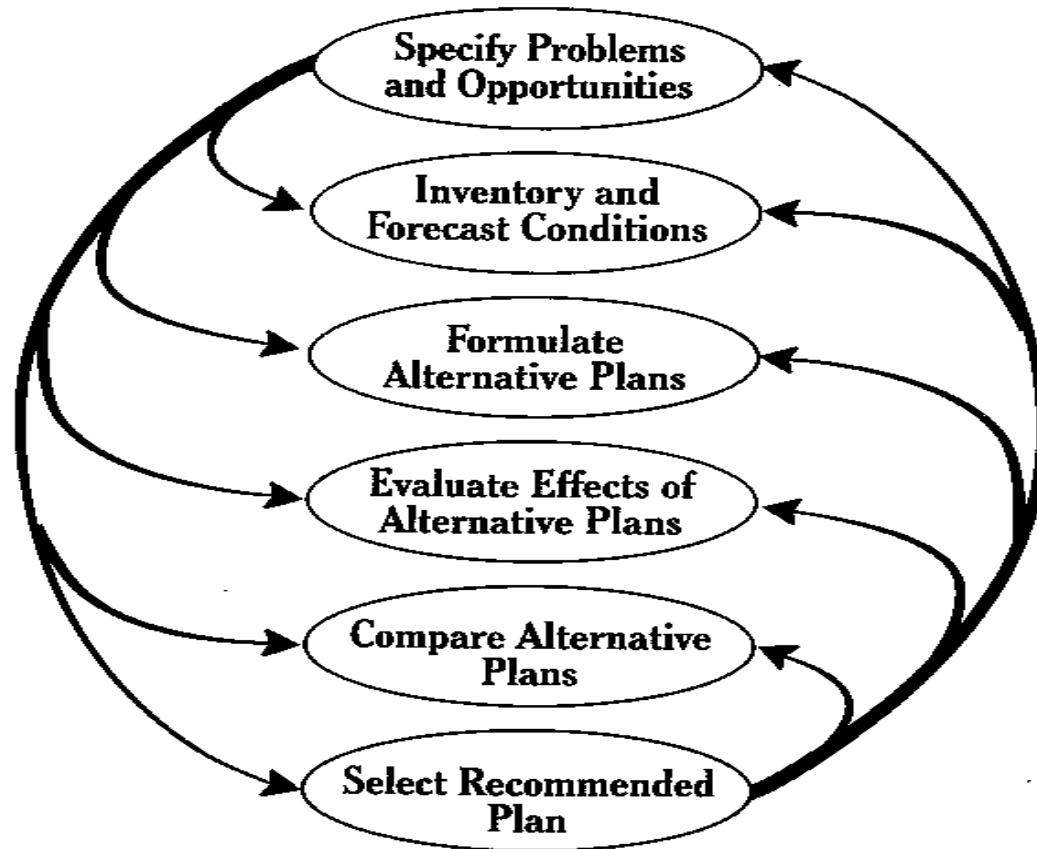 Specify Problems
and Opportunities
Inventory and
Forecast Conditions
Formulate
Alternative Plans
Evaluate Effects of
Alternative Plans
Compare Alternative
Plans
Select Recommended
Plan